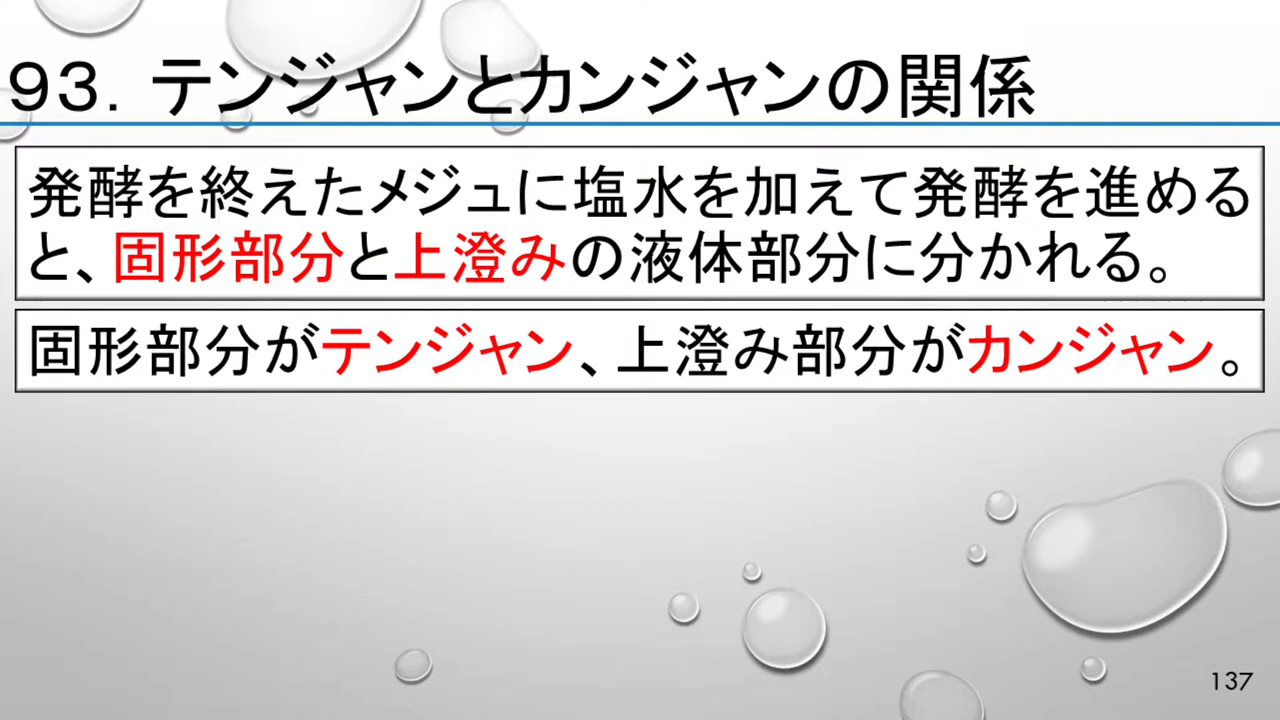 ９３．テンジャンとカンジャンの関係
発酵を終えたメジュに塩水を加えて発酵を進める
と、固形部分と上澄みの液体部分に分かれる。
固形部分がテンジャン、上澄み部分がカンジャン。
137